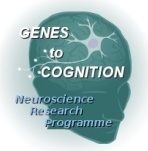 GENES
to
COGNITION
Neuroscience
Research
Programme